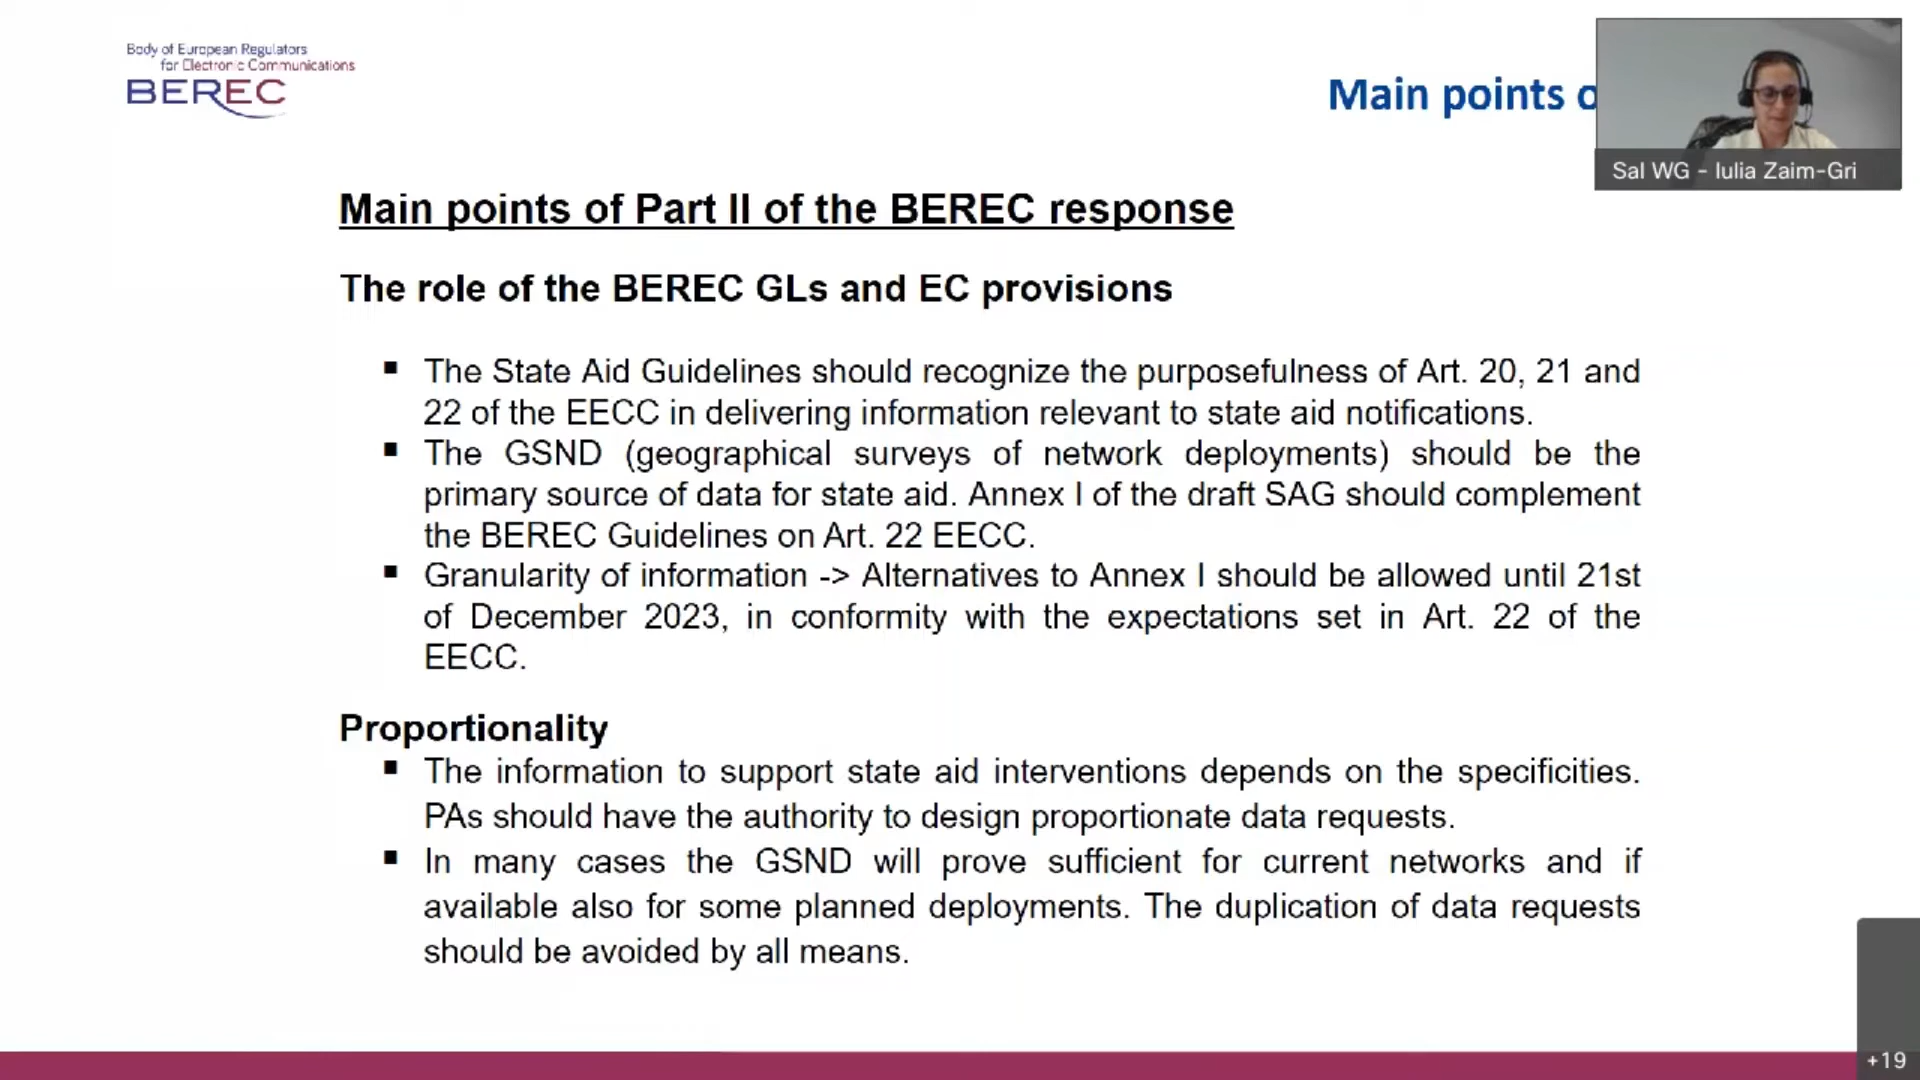 Body of European Regulators
for Electronic Communications
BEREC
Main points o
Sal WG - Iulia Zaim-Gri
Main points of Part II of the BEREC response
The role of the BEREC GLs and EC provisions
▪ The State Aid Guidelines should recognize the purposefulness of Art. 20, 21 and
22 of the EECC in delivering information relevant to state aid notifications.
▪ The GSND (geographical surveys of network deployments) should be the
primary source of data for state aid. Annex I of the draft SAG should complement
the BEREC Guidelines on Art. 22 EECC.
▪ Granularity of information -> Alternatives to Annex I should be allowed until 21st
of December 2023, in conformity with the expectations set in Art. 22 of the
EECC.
Proportionality
▪ The information to support state aid interventions depends on the specificities.
PAs should have the authority to design proportionate data requests.
▪ In many cases the GSND will prove sufficient for current networks and if
available also for some planned deployments. The duplication of data requests
should be avoided by all means.
+19